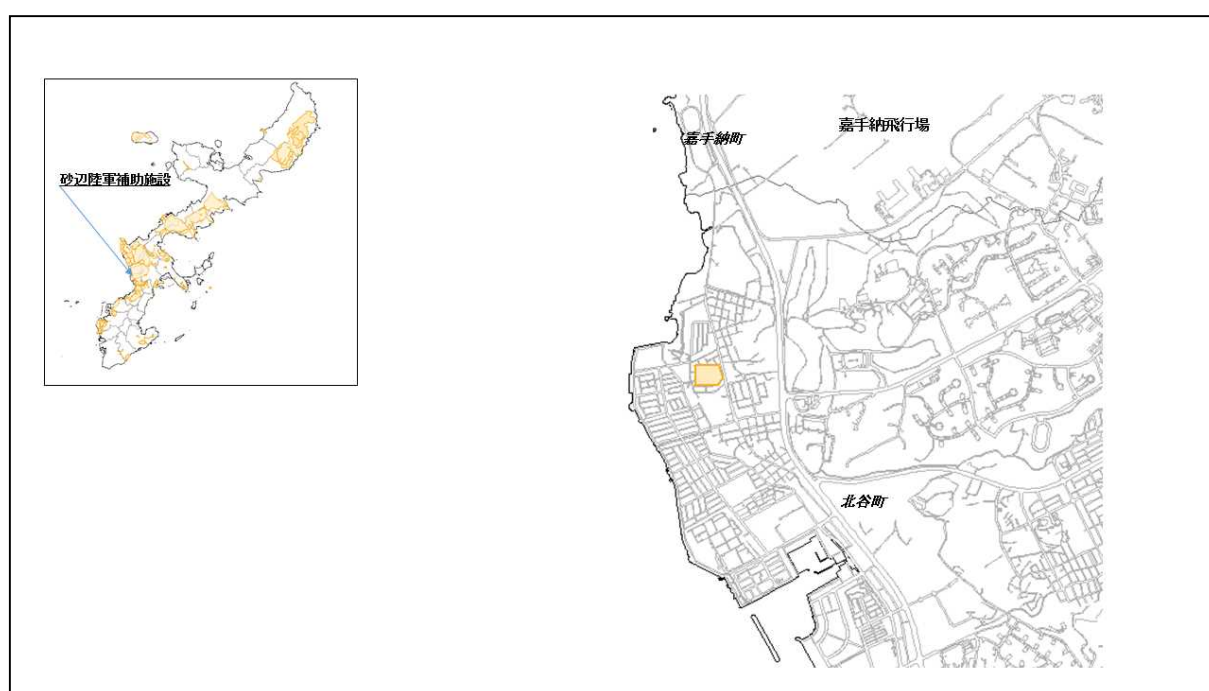 砂辺陸軍補助施設
嘉手納町
嘉手納飛行場
北谷町